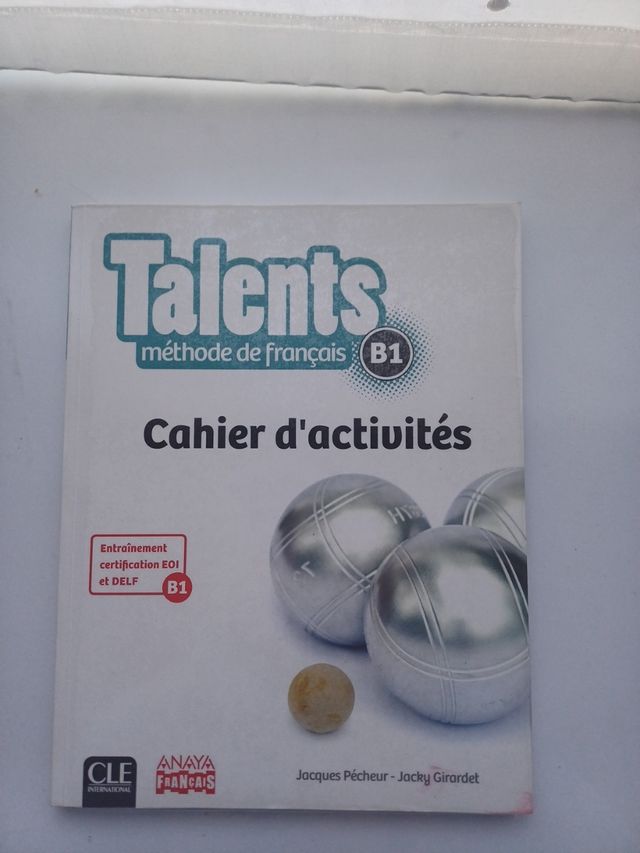 Talents
méthode de français B1
Cahier d'activités
Entraînement
certification EOI
et DELF
B1
CLE
INTERNATIONAL
ANAYA
FRANÇAIS
Jacques Pécheur - Jacky Girardet